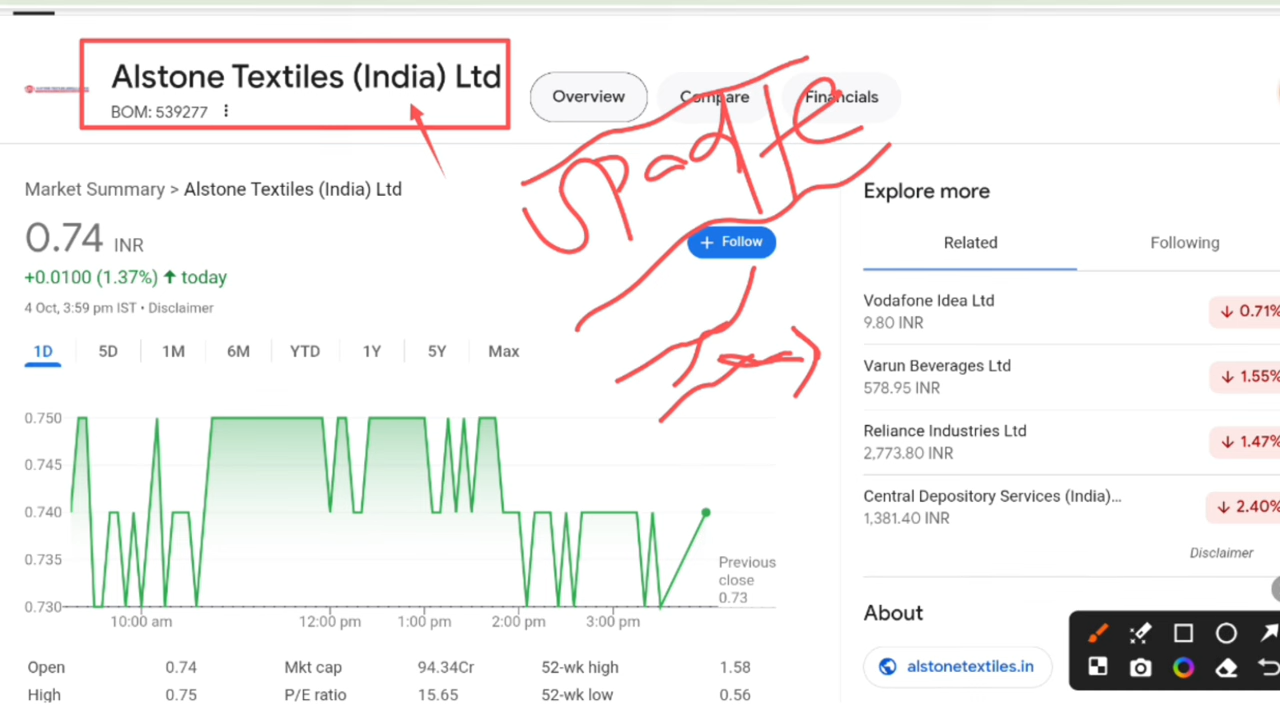 Alstone Textiles (India) Ltd
BOM: 539277
Overview
Compare
Financials
Market Summary > Alstone Textiles (India) Ltd
0.74 INR
+0.0100 (1.37%) ↑ today
4 Oct, 3:59 pm IST • Disclaimer
+ Follow
1D 5D 1M 6M YTD 1Y 5Y Max
0.750
0.745
0.740
0.735
0.730
Previous
close
0.73
10:00 am 12:00 pm 1:00 pm 2:00 pm 3:00 pm
Open 0.74 Mkt cap 94.34Cr 52-wk high 1.58
High 0.75 P/E ratio 15.65 52-wk low 0.56
Explore more
Related Following
Vodafone Idea Ltd
9.80 INR
↓ 0.71%
Varun Beverages Ltd
578.95 INR
↓ 1.55%
Reliance Industries Ltd
2,773.80 INR
↓ 1.47%
Central Depository Services (India)...
1,381.40 INR
↓ 2.40%
Disclaimer
About
alstonetextiles.in